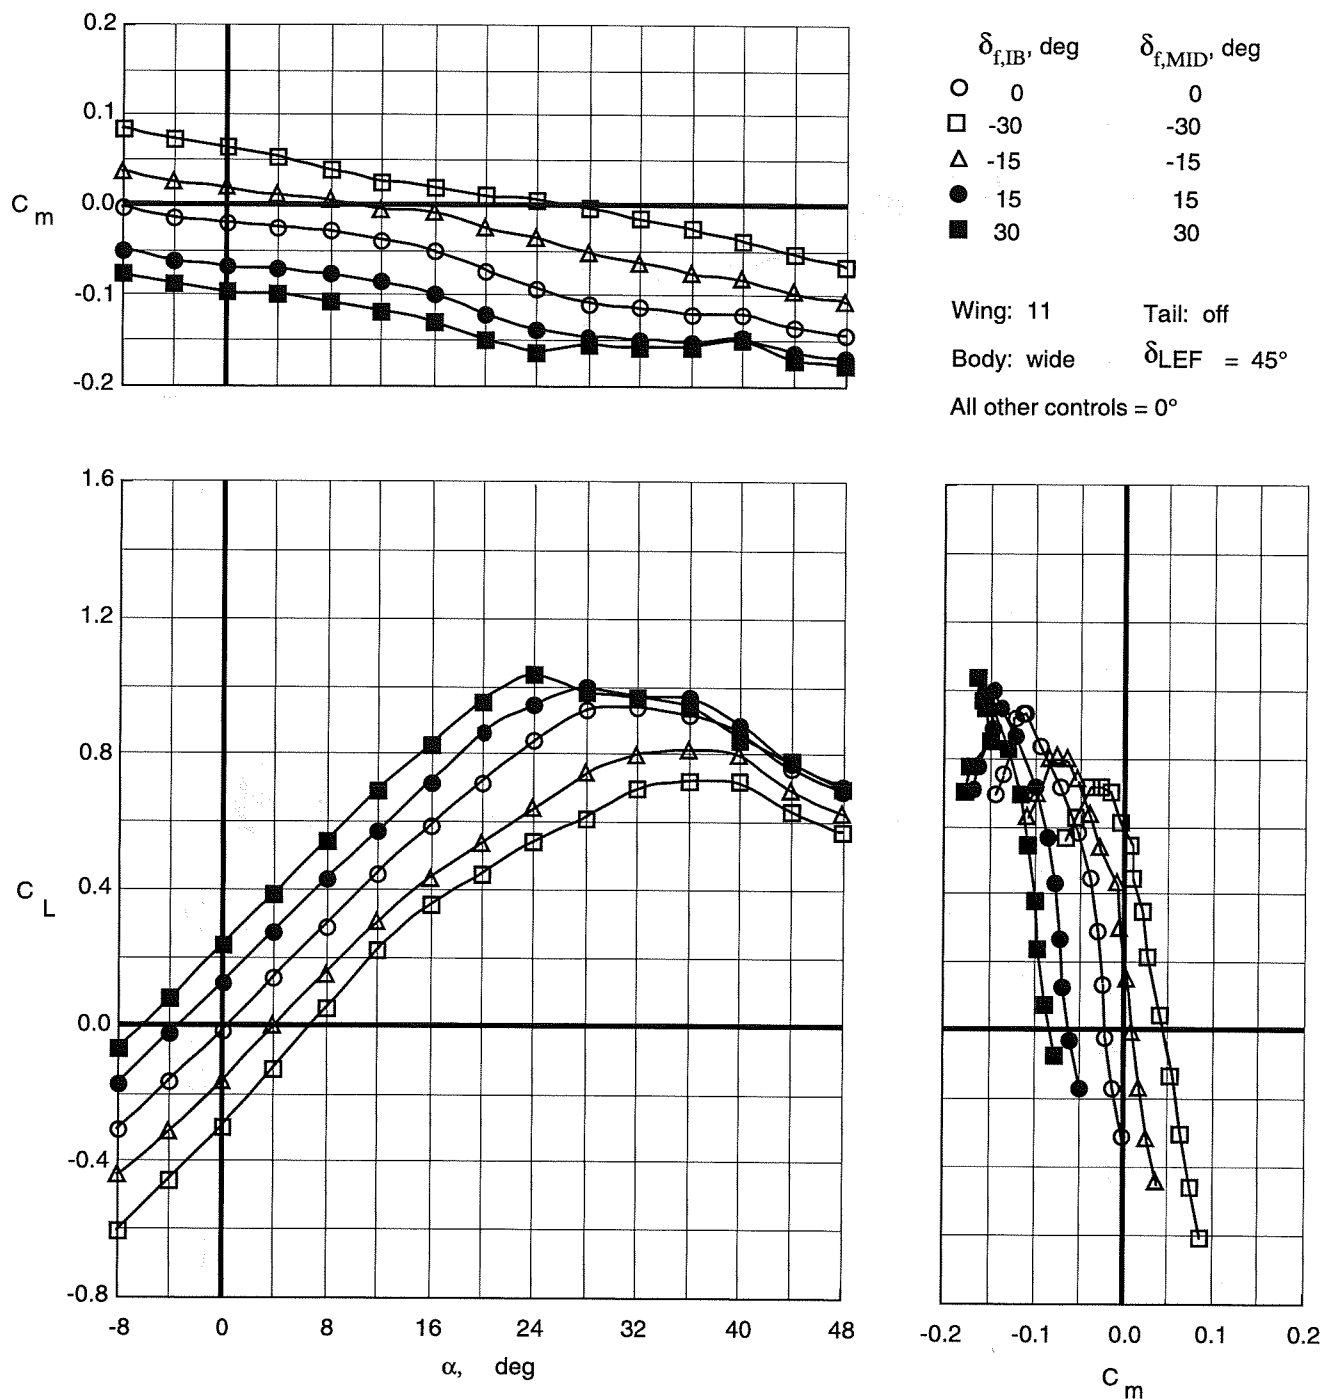 0.2
0.1
C m
0.0
-0.1
-0.2
δf,IB, deg δf,MID, deg
0 0
-30 -30
-15 -15
15 15
30 30
Wing: 11 Tail: off
Body: wide δLEF = 45°
All other controls = 0°
1.6
1.2
0.8
C L
0.4
0.0
-0.4
-0.8
-8 0 8 16 24 32 40 48
α, deg
-0.2 -0.1 0.0 0.1 0.2
C m